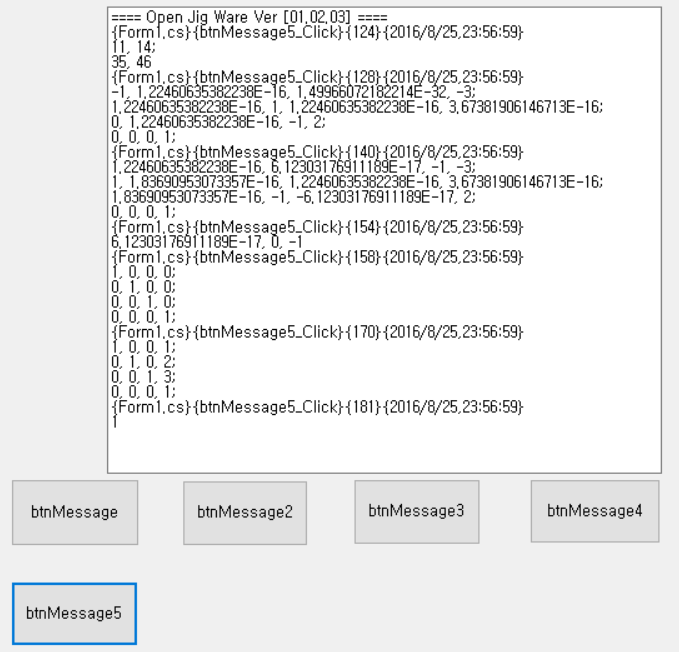 ==== Open Jig Ware Ver [01.02.03] ====
{Form1.cs}{btnMessage5_Click}{124}{2016/8/25,23:56:59}
11, 14;
35, 46
{Form1.cs}{btnMessage5_Click}{128}{2016/8/25,23:56:59}
-1, 1.22460635382238E-16, 1.49966072182214E-32, -3;
1.22460635382238E-16, 1, 1.22460635382238E-16, 3.67381906146713E-16;
0, 1.22460635382238E-16, -1, 2;
0, 0, 0, 1;
{Form1.cs}{btnMessage5_Click}{140}{2016/8/25,23:56:59}
1.22460635382238E-16, 6.12303176911189E-17, -1, -3;
1, 1.83690953073357E-16, 1.22460635382238E-16, 3.67381906146713E-16;
1.83690953073357E-16, -1, -6.12303176911189E-17, 2;
0, 0, 0, 1;
{Form1.cs}{btnMessage5_Click}{154}{2016/8/25,23:56:59}
6.12303176911189E-17, 0, -1
{Form1.cs}{btnMessage5_Click}{158}{2016/8/25,23:56:59}
1, 0, 0, 0;
0, 1, 0, 0;
0, 0, 1, 0;
0, 0, 0, 1;
{Form1.cs}{btnMessage5_Click}{170}{2016/8/25,23:56:59}
1, 0, 0, 1;
0, 1, 0, 2;
0, 0, 1, 3;
0, 0, 0, 1;
{Form1.cs}{btnMessage5_Click}{181}{2016/8/25,23:56:59}
1
btnMessage btnMessage2 btnMessage3 btnMessage4
btnMessage5